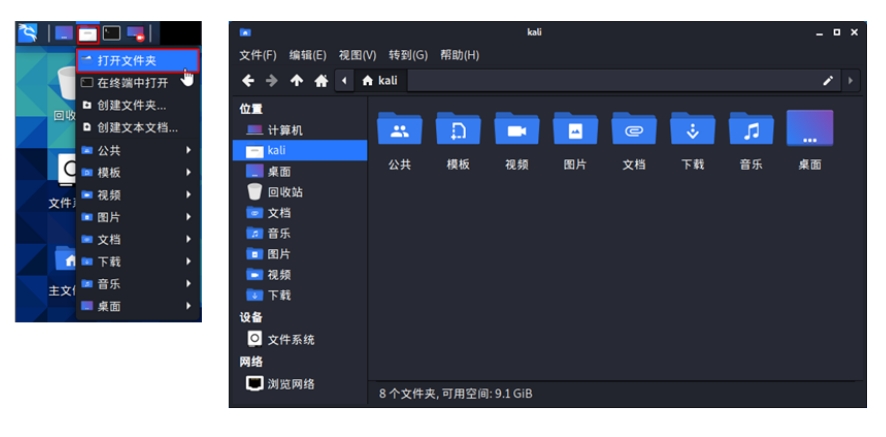 打开文件夹
在终端中打开
创建文件夹...
创建文本文档...
公共
模板
视频
图片
文档
下载
音乐
桌面
回收
文件
主文
kali
文件(F) 编辑(E) 视图(V) 转到(G) 帮助(H)
kali
位置
计算机
kali
桌面
回收站
文档
音乐
图片
视频
下载
设备
文件系统
网络
浏览网络
公共 模板 视频 图片 文档 下载 音乐 桌面
8 个文件夹, 可用空间: 9.1 GiB